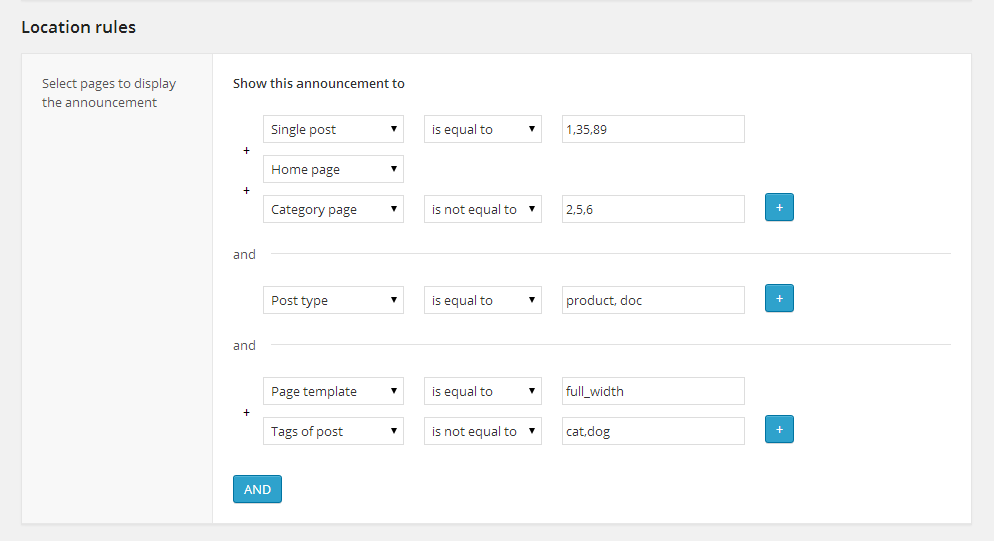 Location rules
Select pages to display
the announcement
Show this announcement to
Single post is equal to 1,35,89
+
Home page
+
Category page is not equal to 2,5,6 +
and
Post type is equal to product, doc +
and
Page template is equal to full_width
+
Tags of post is not equal to cat,dog +
AND